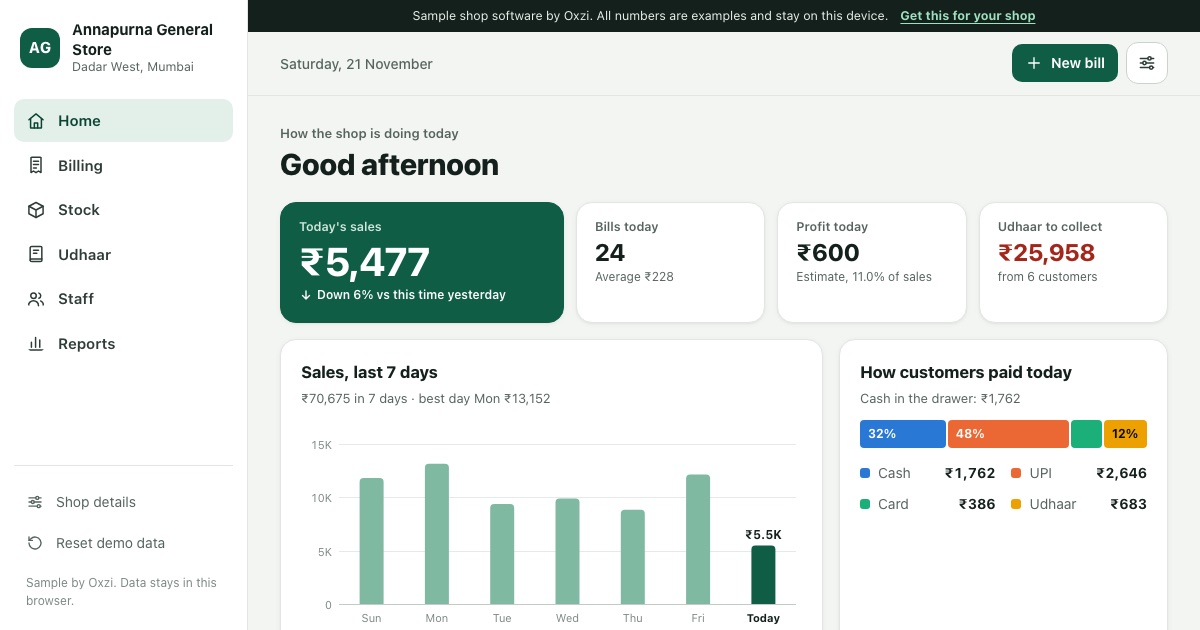 AG
Annapurna General
Store
Dadar West, Mumbai
Home
Billing
Stock
Udhaar
Staff
Reports
Shop details
Reset demo data
Sample by Oxzi. Data stays in this
browser.
Sample shop software by Oxzi. All numbers are examples and stay on this device. Get this for your shop
Saturday, 21 November
New bill
How the shop is doing today
Good afternoon
Today's sales
₹5,477
↓ Down 6% vs this time yesterday
Bills today
24
Average ₹228
Profit today
₹600
Estimate, 11.0% of sales
Udhaar to collect
₹25,958
from 6 customers
Sales, last 7 days
₹70,675 in 7 days · best day Mon ₹13,152
15K
10K
5K
0
₹5.5K
Sun Mon Tue Wed Thu Fri Today
How customers paid today
Cash in the drawer: ₹1,762
32% 48% 12%
Cash ₹1,762 UPI ₹2,646
Card ₹386 Udhaar ₹683